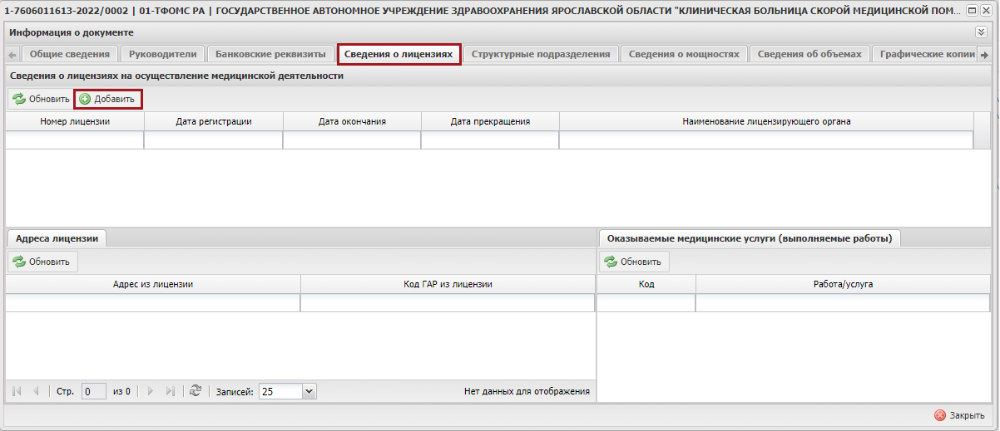 1-7606011613-2022/0002 | 01-ТФОМС РА | ГОСУДАРСТВЕННОЕ АВТОНОМНОЕ УЧРЕЖДЕНИЕ ЗДРАВООХРАНЕНИЯ ЯРОСЛАВСКОЙ ОБЛАСТИ "КЛИНИЧЕСКАЯ БОЛЬНИЦА СКОРОЙ МЕДИЦИНСКОЙ ПОМ...
Информация о документе
Общие сведения Руководители Банковские реквизиты Сведения о лицензиях Структурные подразделения Сведения о мощностях Сведения об объемах Графические копии
Сведения о лицензиях на осуществление медицинской деятельности
Обновить Добавить
Номер лицензии Дата регистрации Дата окончания Дата прекращения Наименование лицензирующего органа
Адреса лицензии Оказываемые медицинские услуги (выполняемые работы)
Обновить Обновить
Адрес из лицензии Код ГАР из лицензии Код Работа/услуга
Стр. 0 из 0 Записей: 25 Нет данных для отображения
Закрыть